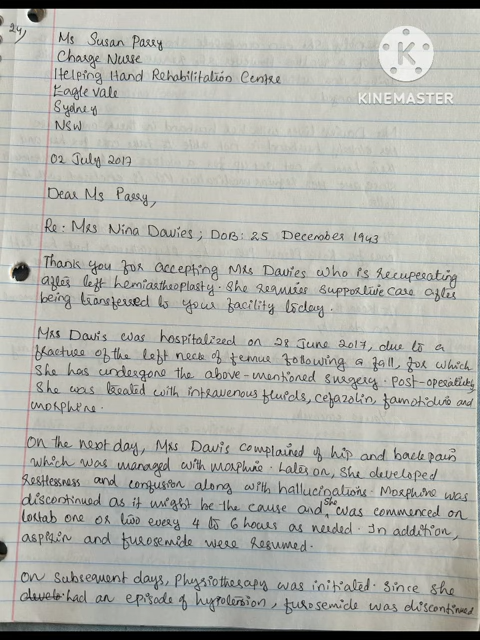 24,
Ms Susan Parry
Charge Nurse
Helping Hand Rehabilitation Centre
Eagle vale
Sydney
NSW
K
KINEMASTER
02 July 2017
Dear Ms Parry,
Re: Mrs Nina Davies; DOB: 25 December 1943
Thank you for accepting Mrs Davies who is recuperating
after left hemiartheoplasty. She requires supportive care after
being transferred to your facility today.
Mrs Davis was hospitalized on 28 June 2017, due to a
fracture of the left neck of femur following a fall, for which
she has undergone the above-mentioned surgery. Post-operatively
She was treated with intravenous fluids, cefazolin, famotidine and
morphine.
On the next day, Mrs Davis complained of hip and back pain
which was managed with morphine. Later on, she developed
restlessness and confusion along with hallucinations. Morphine was
discontinued as it might be the cause and she was commenced on
lortab one or two every 4 to 6 hours as needed. In addition,
aspirin and furosemide were resumed.
On subsequent days, physiotherapy was initiated. Since she
had an episode of hypotension, furosemide was discontinued